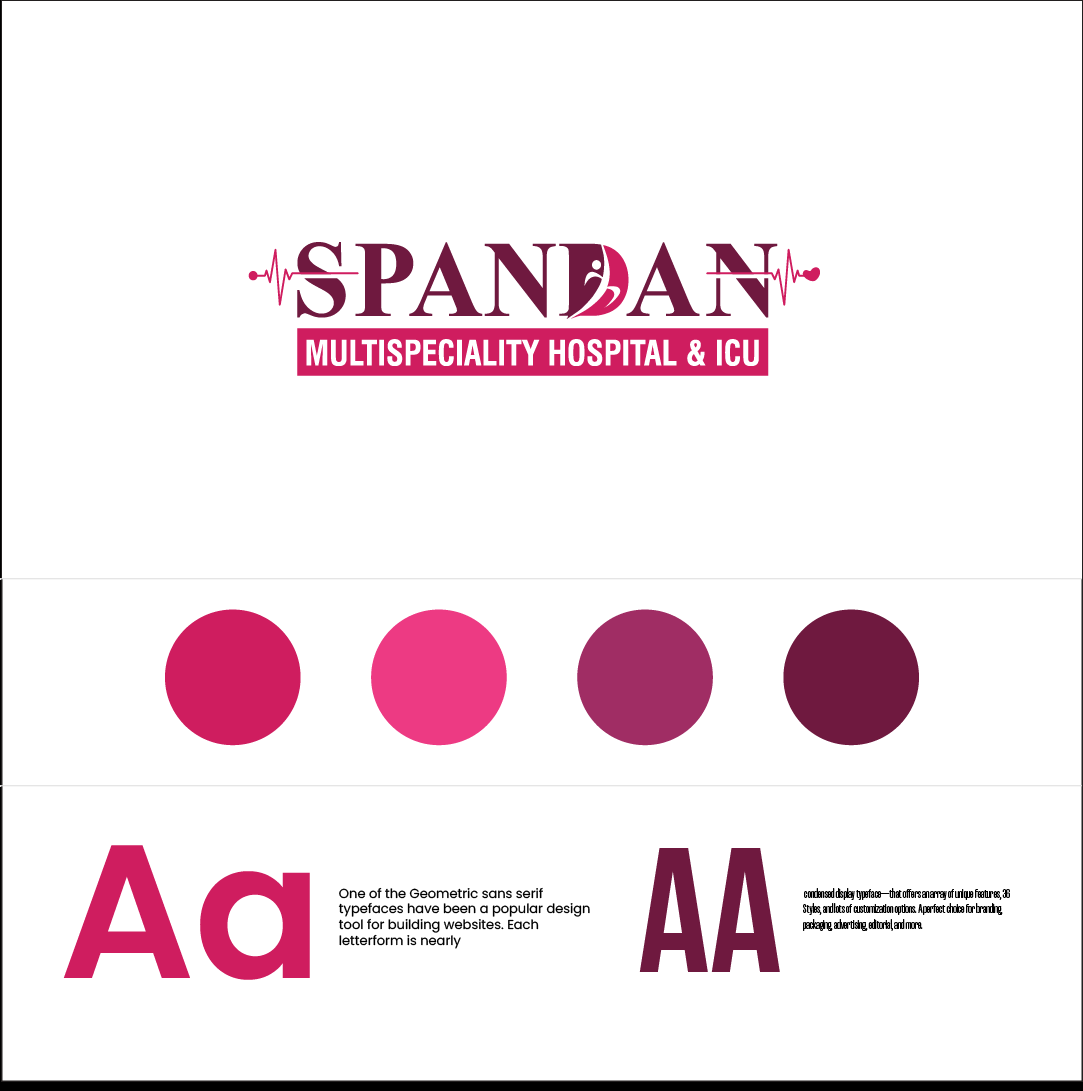 SPANDAN
MULTISPECIALITY HOSPITAL & ICU
Aa
One of the Geometric sans serif
typefaces have been a popular design
tool for building websites. Each
letterform is nearly
AA
condensed display typeface—that offers an array of unique features, 36
Styles, and lots of customization options. A perfect choice for branding,
packaging, advertising, editorial, and more.